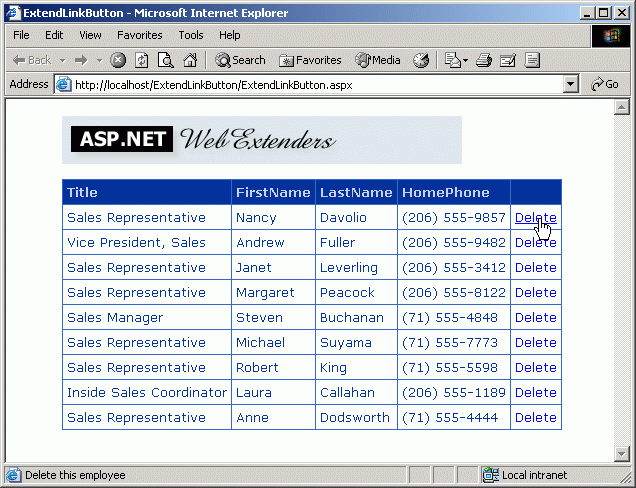 ExtendLinkButton - Microsoft Internet Explorer
File Edit View Favorites Tools Help
Back Search Favorites Media
Address http://localhost/ExtendLinkButton/ExtendLinkButton.aspx Go
ASP.NET WebExtenders
Title FirstName LastName HomePhone
Sales Representative Nancy Davolio (206) 555-9857 Delete
Vice President, Sales Andrew Fuller (206) 555-9482 Delete
Sales Representative Janet Leverling (206) 555-3412 Delete
Sales Representative Margaret Peacock (206) 555-8122 Delete
Sales Manager Steven Buchanan (71) 555-4848 Delete
Sales Representative Michael Suyama (71) 555-7773 Delete
Sales Representative Robert King (71) 555-5598 Delete
Inside Sales Coordinator Laura Callahan (206) 555-1189 Delete
Sales Representative Anne Dodsworth (71) 555-4444 Delete
Delete this employee Local intranet